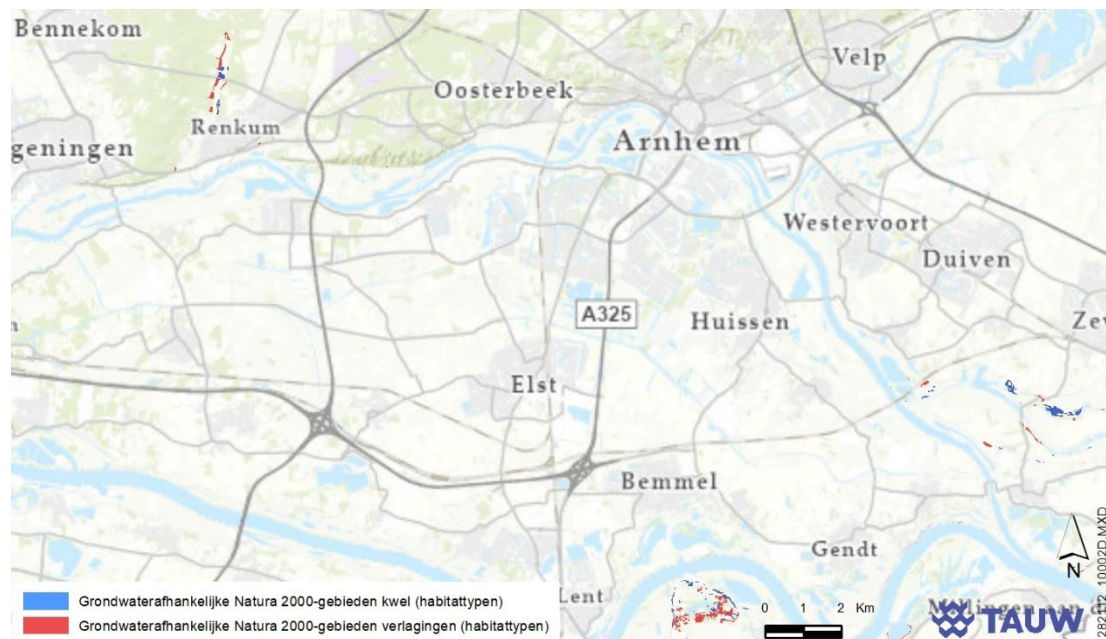 Bennekom
Velp
Oosterbeek
Renkum
Arnhem
geningen
Westervoort
Duiven
A325
Huissen
Zev
Elst
Bemmel
Gendt
Lent
N
0 1 2 Km
Grondwaterafhankelijke Natura 2000-gebieden kwel (habitattypen)
Grondwaterafhankelijke Natura 2000-gebieden verlagingen (habitattypen)
TAUW